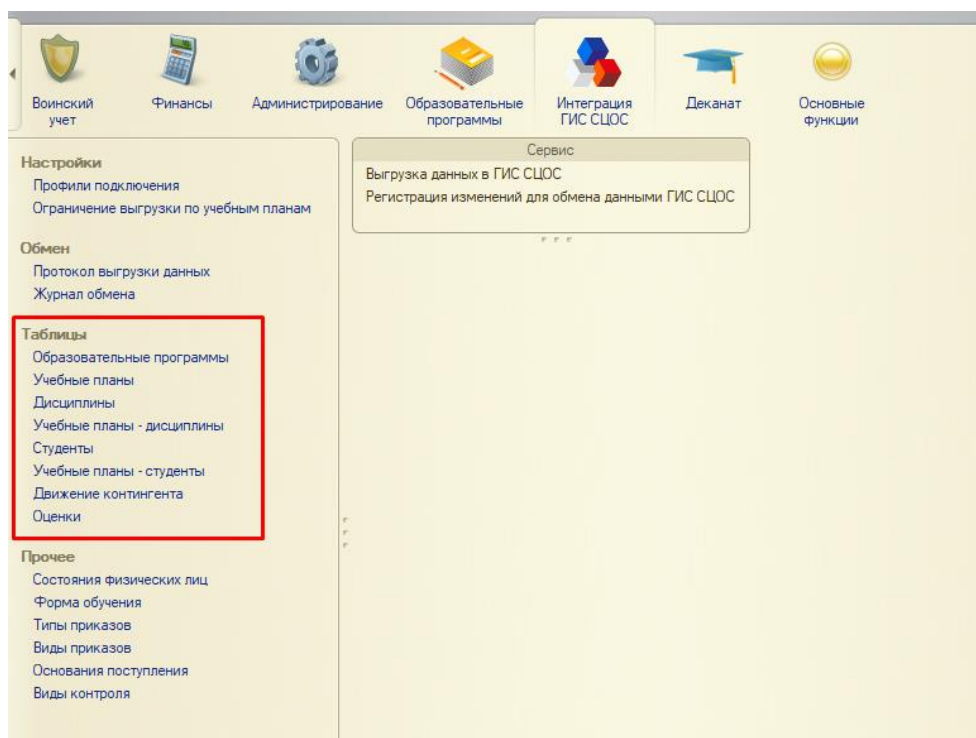 Воинский учет
Финансы
Администрирование
Образовательные программы
Интеграция ГИС СЦОС
Деканат
Основные функции
Настройки
Профили подключения
Ограничение выгрузки по учебным планам
Обмен
Протокол выгрузки данных
Журнал обмена
Таблицы
Образовательные программы
Учебные планы
Дисциплины
Учебные планы - дисциплины
Студенты
Учебные планы - студенты
Движение контингента
Оценки
Прочее
Состояния физических лиц
Форма обучения
Типы приказов
Виды приказов
Основания поступления
Виды контроля
Сервис
Выгрузка данных в ГИС СЦОС
Регистрация изменений для обмена данными ГИС СЦОС